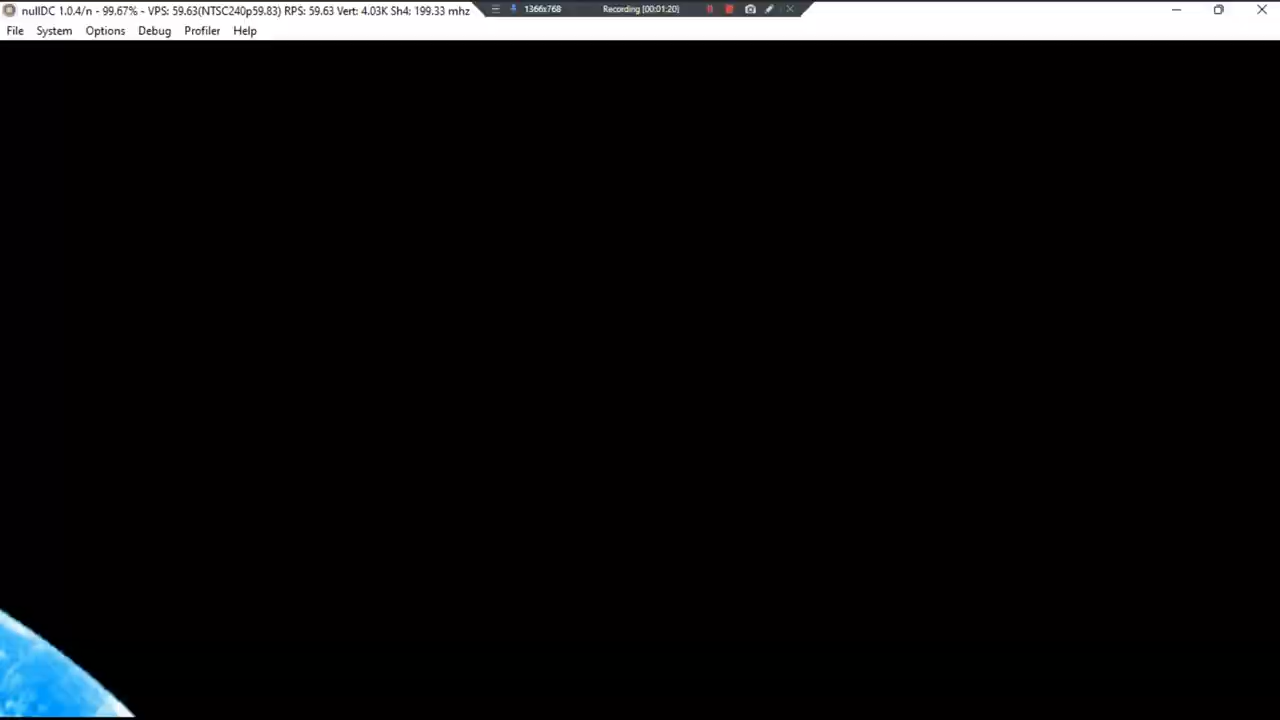 nullDC 1.0.4/n - 99.67% - VPS: 59.63(NTSC240p59.83) RPS: 59.63 Vert: 4.03K Sh4: 199.33 mhz
1366x768
Recording [00:01:20]
File System Options Debug Profiler Help